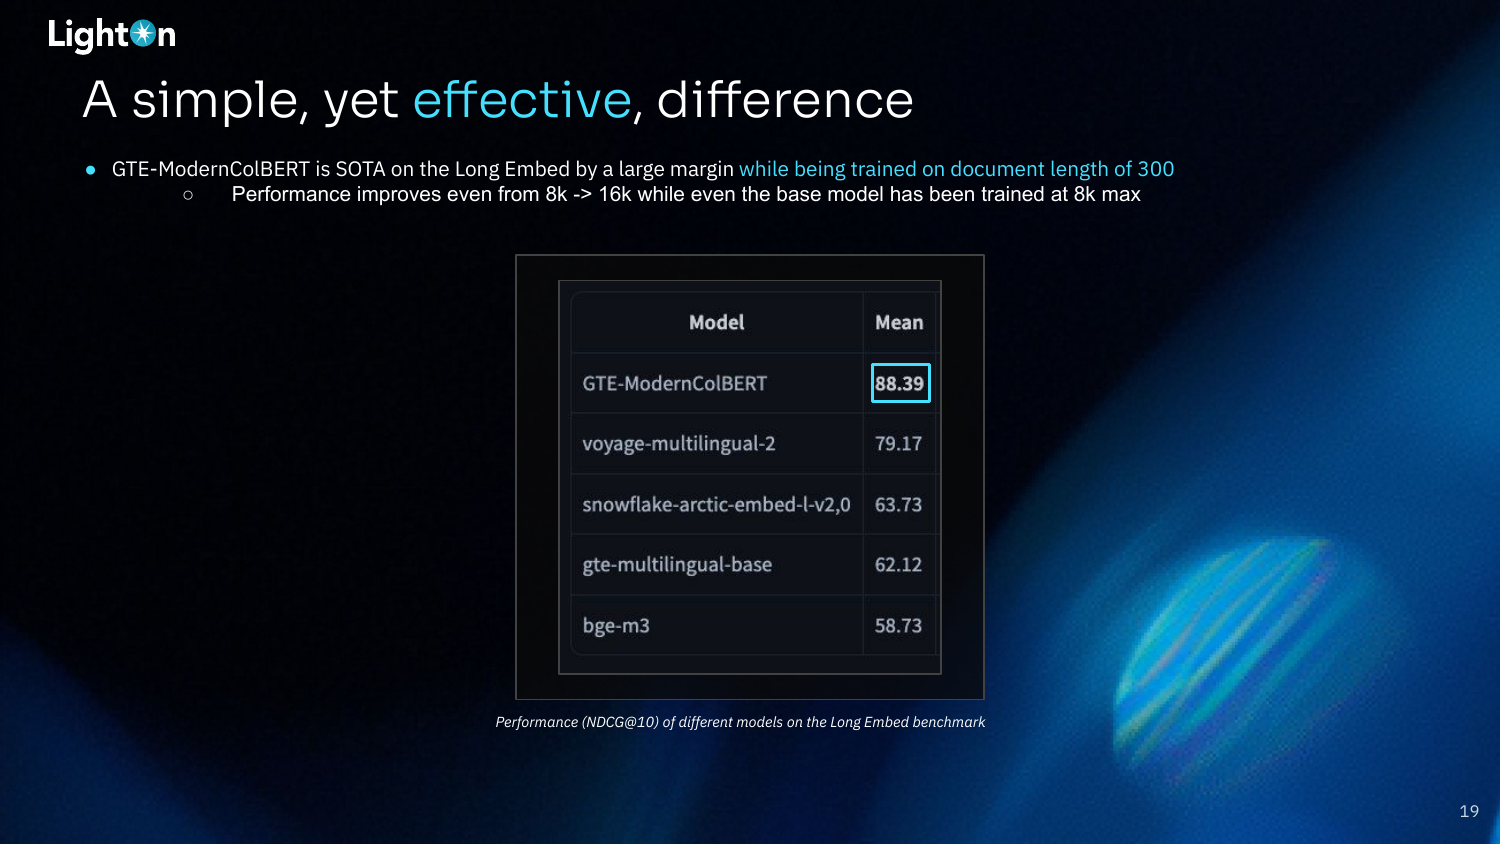 LightOn
A simple, yet effective, difference
● GTE-ModernColBERT is SOTA on the Long Embed by a large margin while being trained on document length of 300
○ Performance improves even from 8k -> 16k while even the base model has been trained at 8k max
Model Mean
GTE-ModernColBERT 88.39
voyage-multilingual-2 79.17
snowflake-arctic-embed-l-v2,0 63.73
gte-multilingual-base 62.12
bge-m3 58.73
Performance (NDCG@10) of different models on the Long Embed benchmark
19